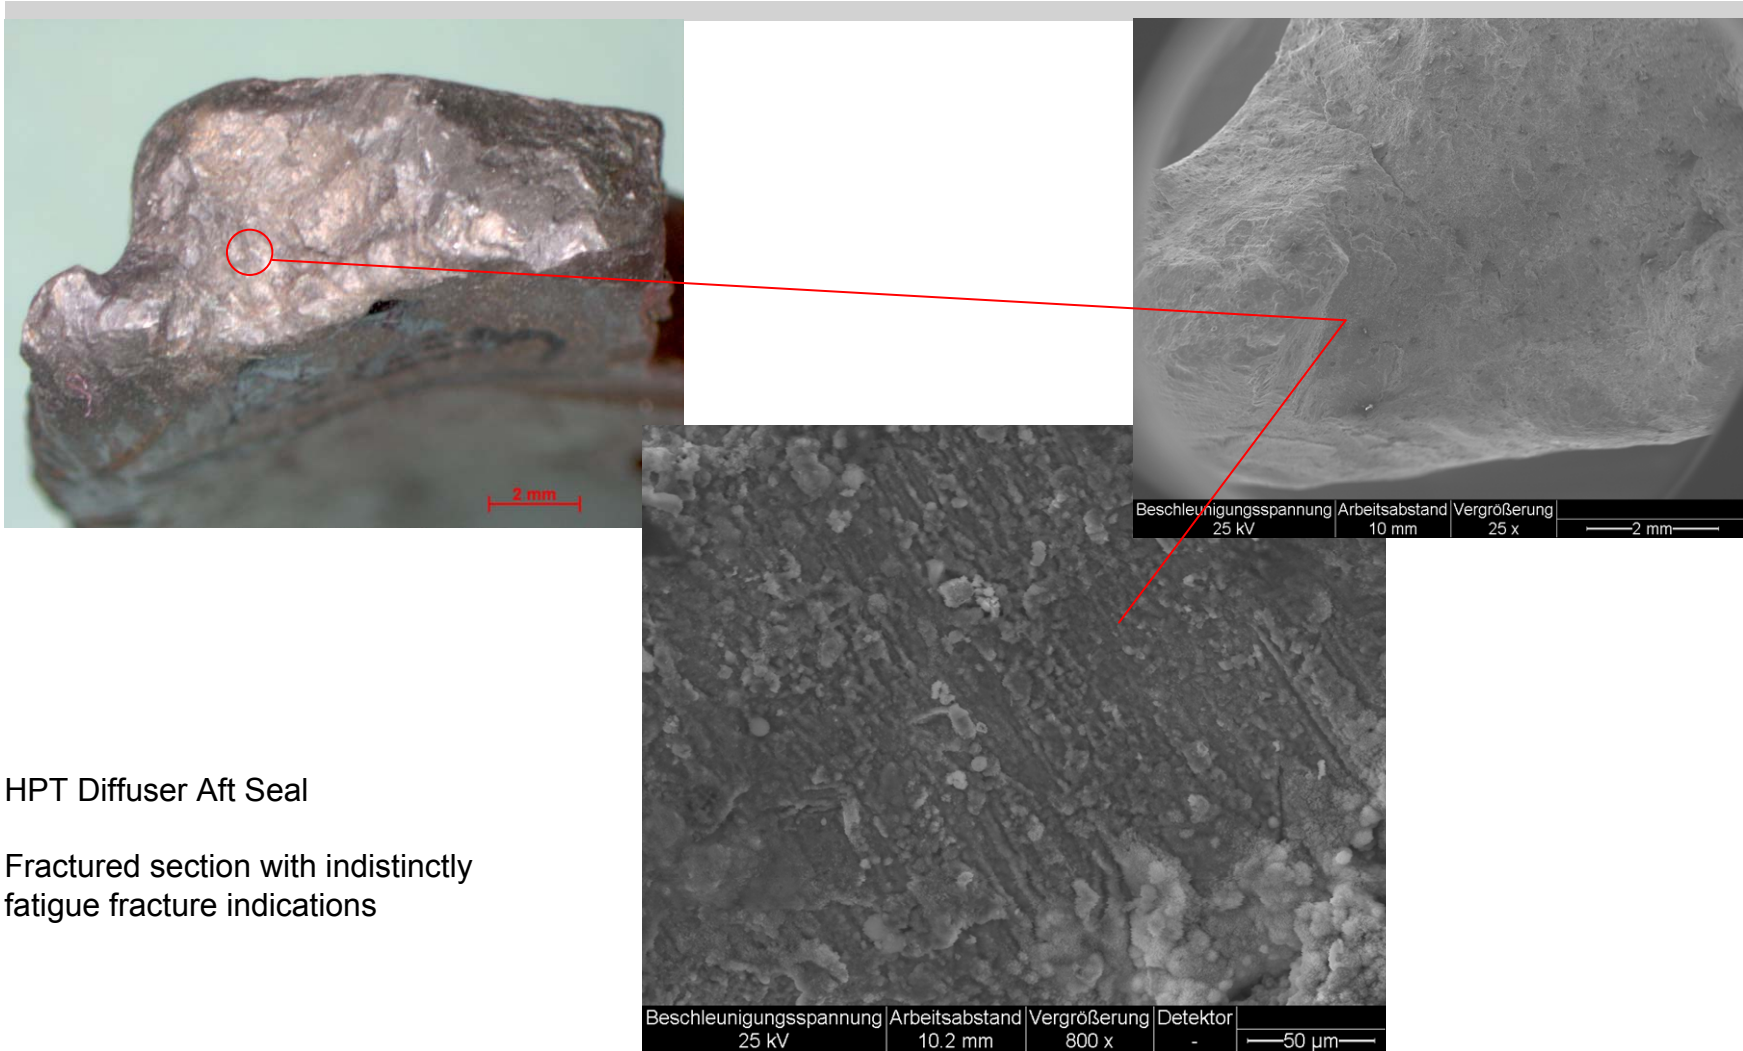 2 mm
Beschleunigungsspannung Arbeitsabstand Vergrößerung
25 kV 10 mm 25 x 2 mm
HPT Diffuser Aft Seal
Fractured section with indistinctly
fatigue fracture indications
Beschleunigungsspannung Arbeitsabstand Vergrößerung Detektor
25 kV 10.2 mm 800 x - 50 µm